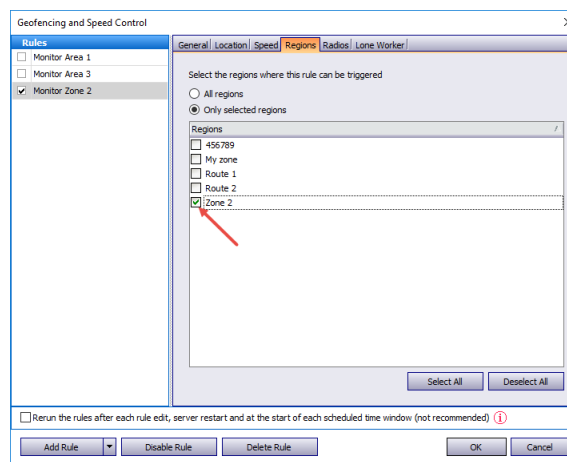 Geofencing and Speed Control
Rules
Monitor Area 1
Monitor Area 3
Monitor Zone 2
General Location Speed Regions Radios Lone Worker
Select the regions where this rule can be triggered
All regions
Only selected regions
Regions
456789
My zone
Route 1
Route 2
Zone 2
Select All Deselect All
Rerun the rules after each rule edit, server restart and at the start of each scheduled time window (not recommended)
Add Rule Disable Rule Delete Rule OK Cancel